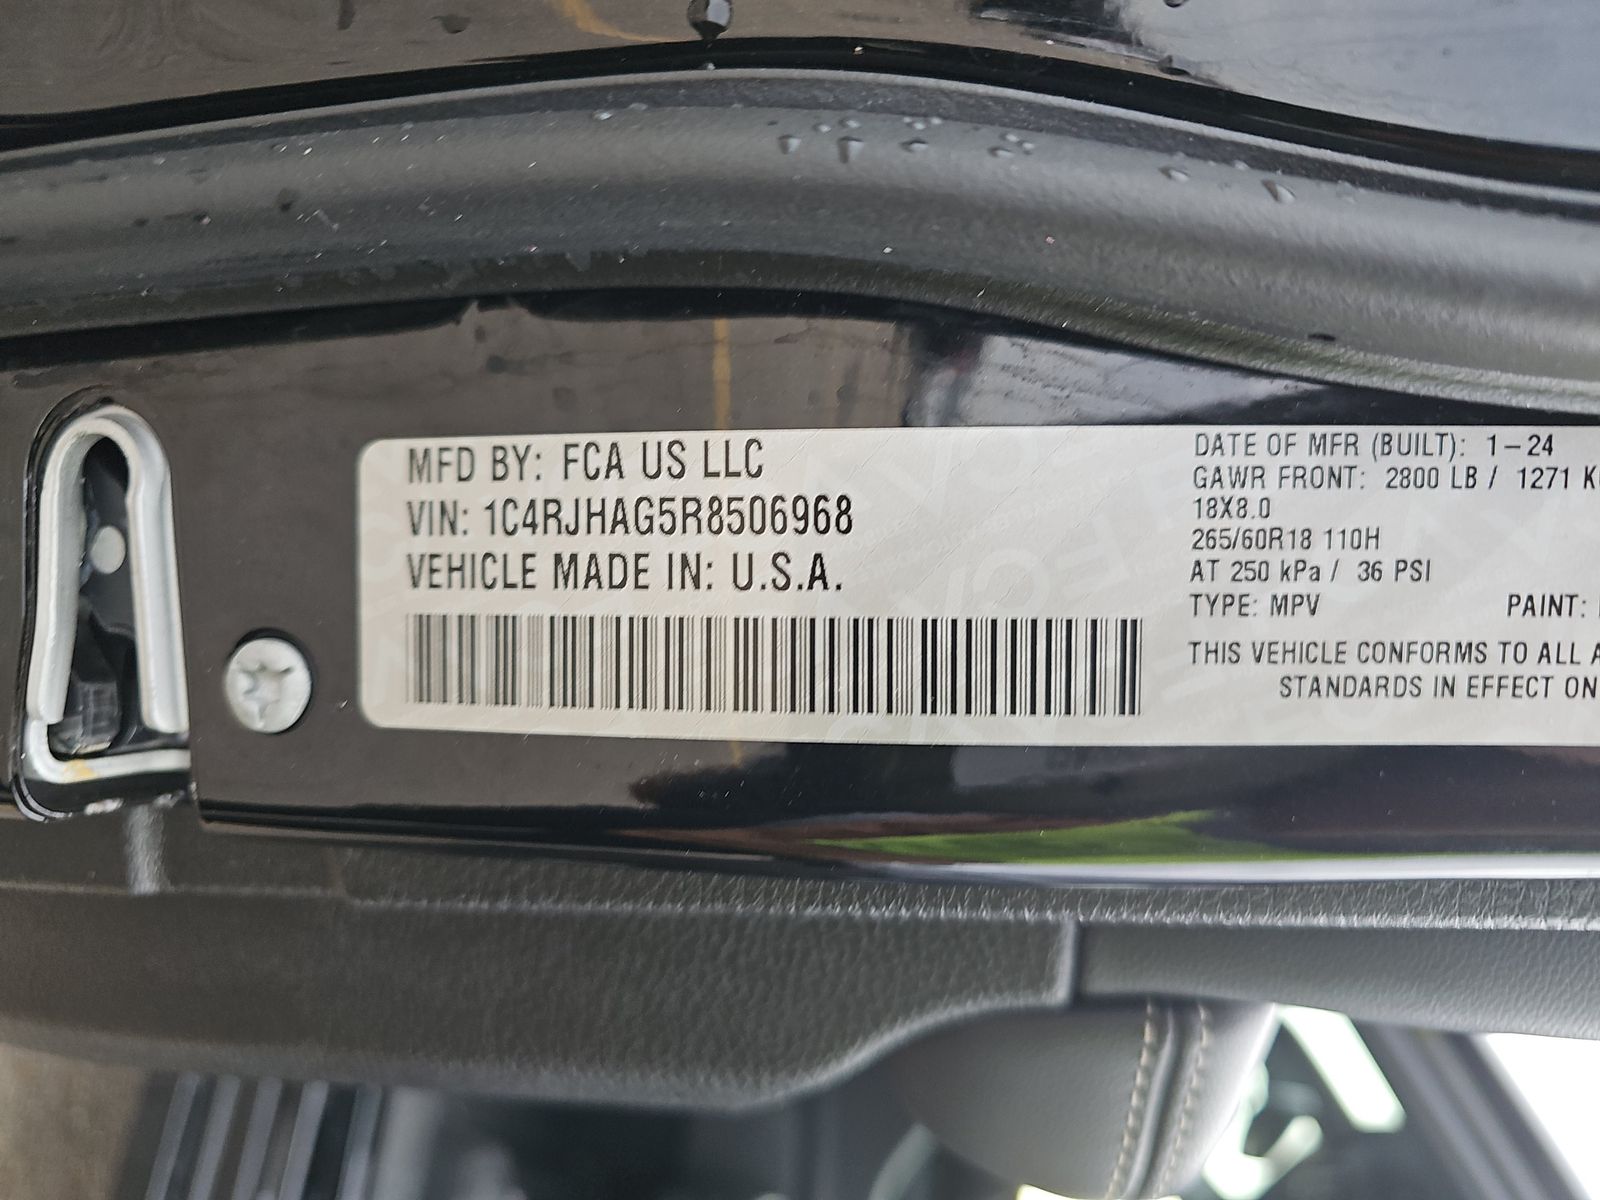 MFD BY: FCA US LLC
VIN: 1C4RJHAG5R8506968
VEHICLE MADE IN: U.S.A.
DATE OF MFR (BUILT): 1-24
GAWR FRONT: 2800 LB / 1271 K
18X8.0
265/60R18 110H
AT 250 kPa / 36 PSI
TYPE: MPV PAINT:
THIS VEHICLE CONFORMS TO ALL A
STANDARDS IN EFFECT ON